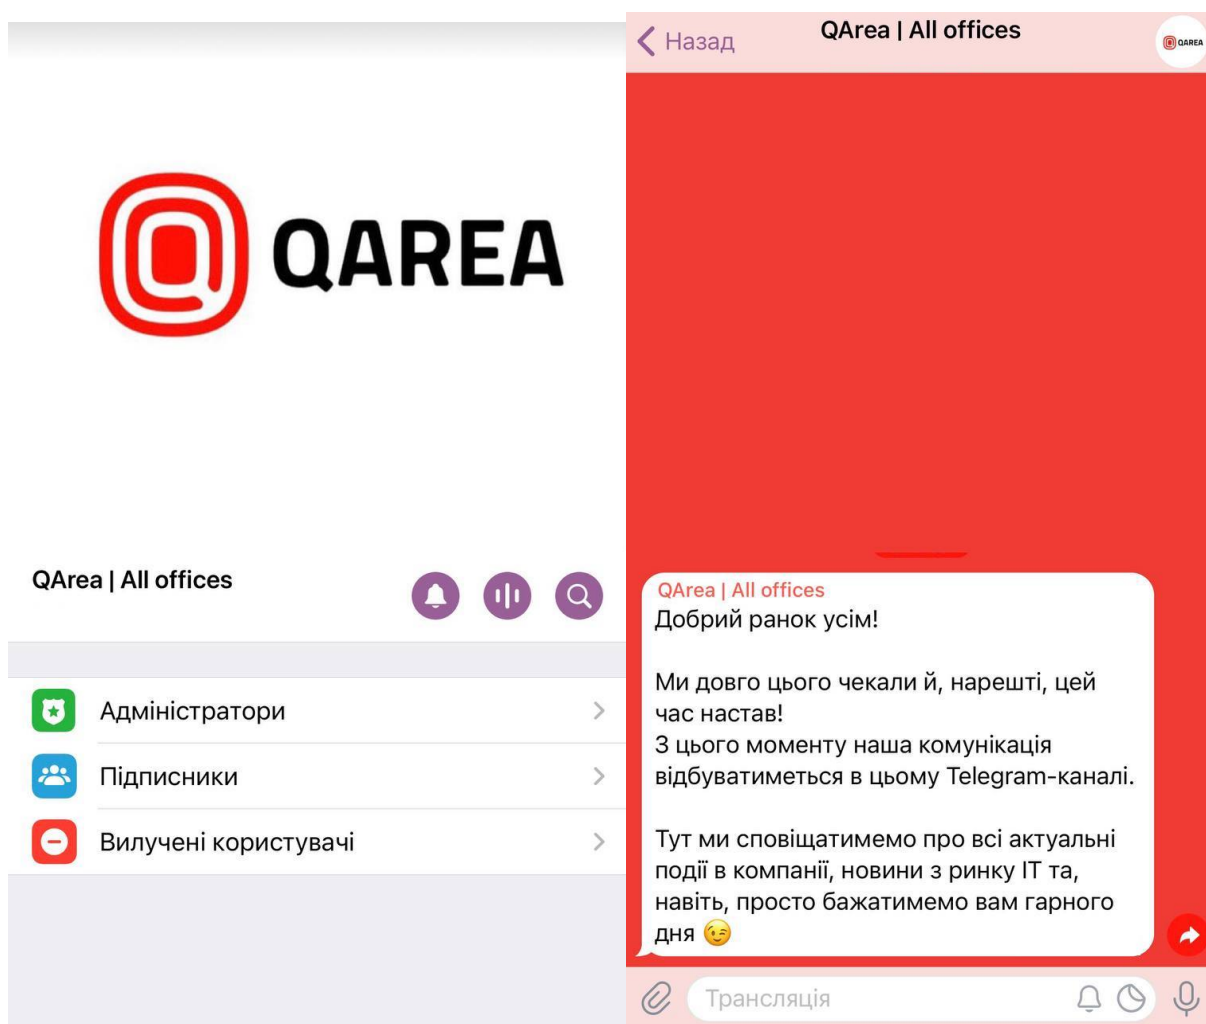 QAREA
QArea | All offices
Адміністратори
Підписники
Вилучені користувачі
Назад
QArea | All offices
QAREA
QArea | All offices
Добрий ранок усім!
Ми довго цього чекали й, нарешті, цей
час настав!
З цього моменту наша комунікація
відбуватиметься в цьому Telegram-каналі.
Тут ми сповіщатимемо про всі актуальні
події в компанії, новини з ринку IT та,
навіть, просто бажатимемо вам гарного
дня 😉
Трансляція